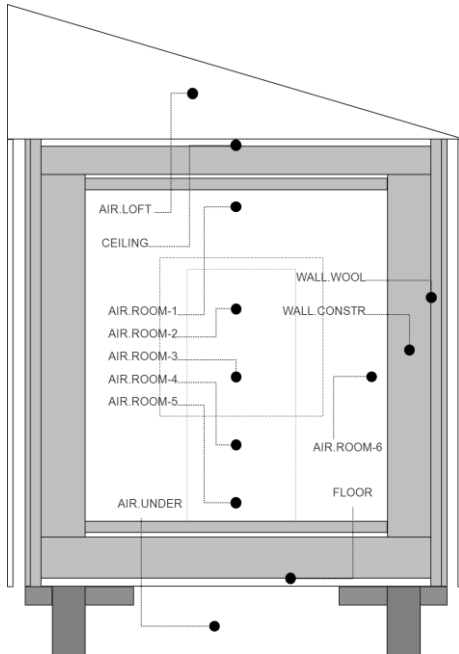 AIR.LOFT
CEILING
WALL.WOOL
AIR.ROOM-1
WALL.CONSTR
AIR.ROOM-2
AIR.ROOM-3
AIR.ROOM-4
AIR.ROOM-5
AIR.ROOM-6
FLOOR
AIR.UNDER